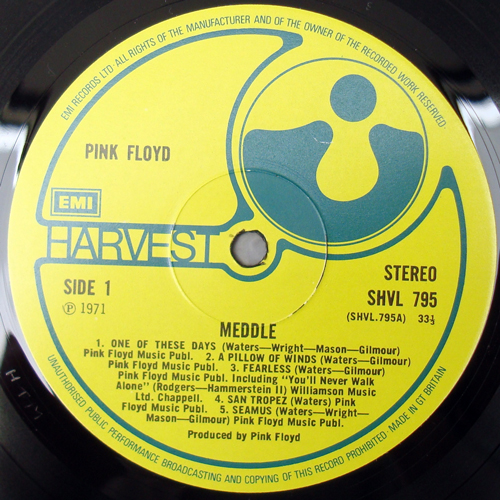 EMI RECORDS LTD · ALL RIGHTS OF THE MANUFACTURER AND OF THE OWNER OF THE RECORDED WORK RESERVED ·
PINK FLOYD
EMI
HARVEST
SIDE 1
℗ 1971
STEREO
SHVL 795
(SHVL.795A) 33⅓
MEDDLE
1. ONE OF THESE DAYS (Waters—Wright—Mason—Gilmour)
Pink Floyd Music Publ. 2. A PILLOW OF WINDS (Waters—Gilmour)
Pink Floyd Music Publ. 3. FEARLESS (Waters—Gilmour)
Pink Floyd Music Publ. Including "You'll Never Walk
Alone" (Rodgers—Hammerstein II) Williamson Music
Ltd. Chappell. 4. SAN TROPEZ (Waters) Pink
Floyd Music Publ. 5. SEAMUS (Waters—Wright—
Mason—Gilmour) Pink Floyd Music Publ.
Produced by Pink Floyd
UNAUTHORISED PUBLIC PERFORMANCE BROADCASTING AND COPYING OF THIS RECORD PROHIBITED · MADE IN GT BRITAIN